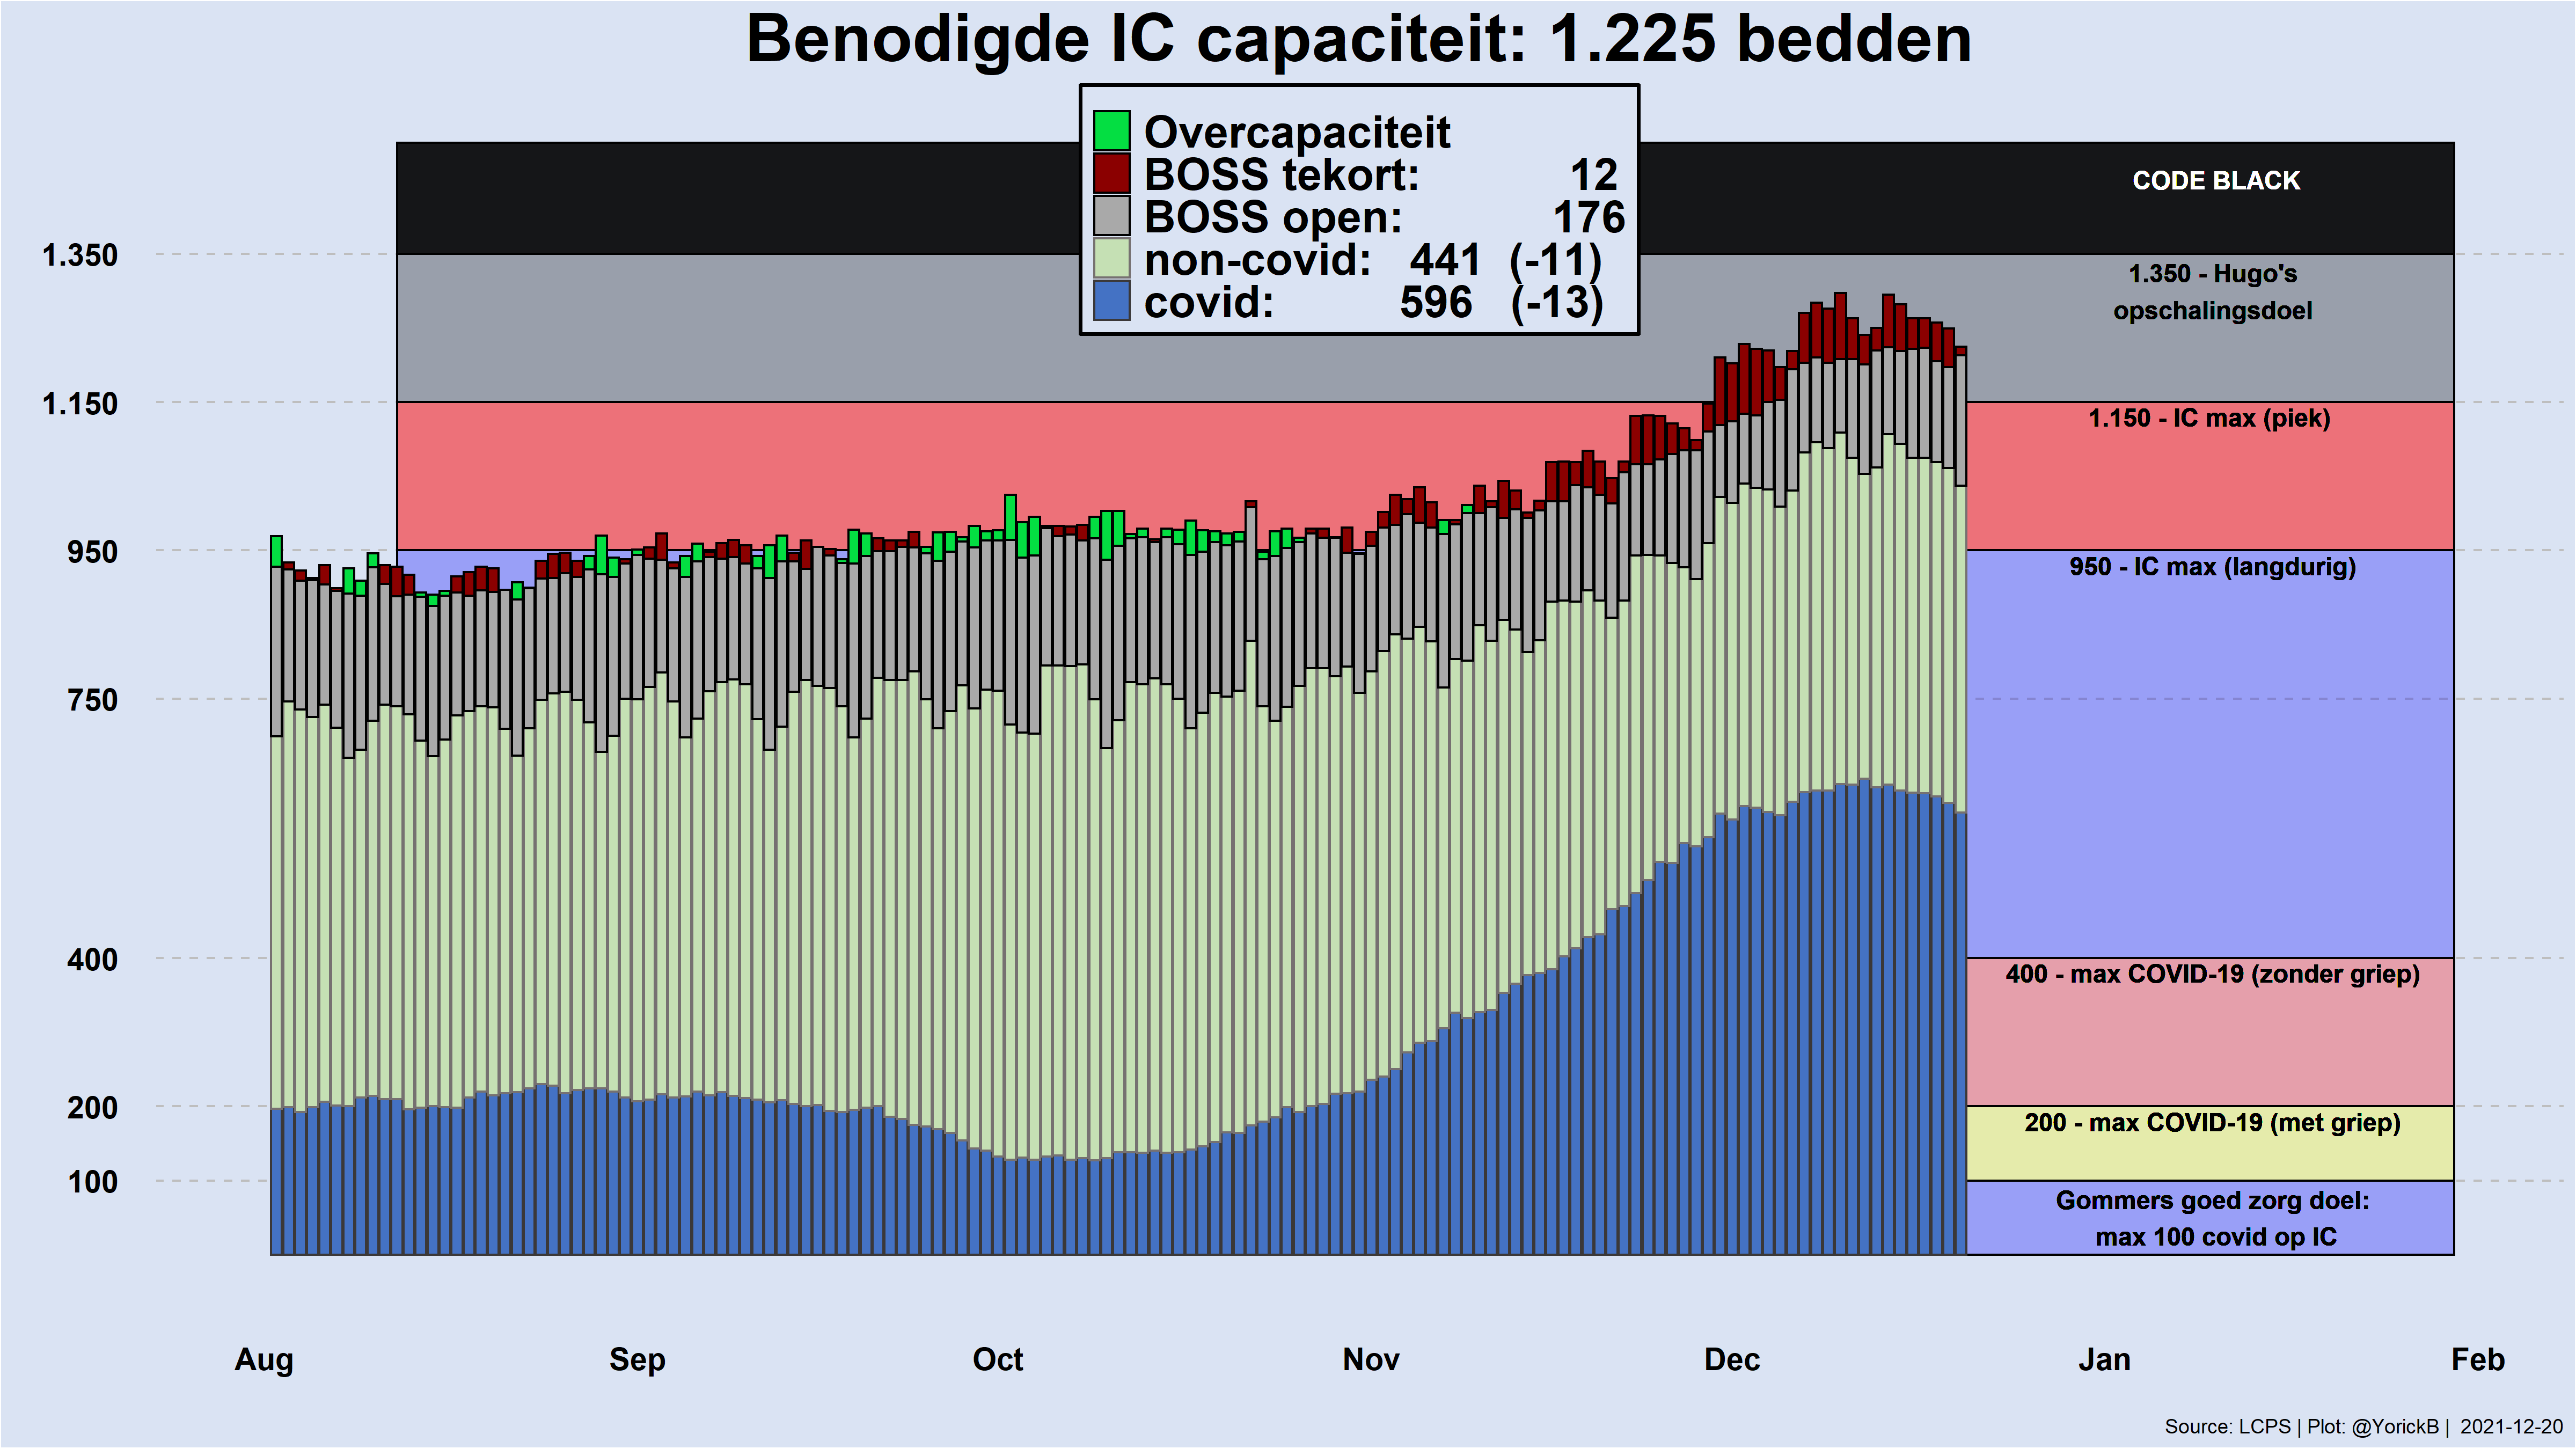 Benodigde IC capaciteit: 1.225 bedden
Overcapaciteit
BOSS tekort: 12
BOSS open: 176
non-covid: 441 (-11)
covid: 596 (-13)
CODE BLACK
1.350
1.350 - Hugo's
opschalingsdoel
1.150
1.150 - IC max (piek)
950
950 - IC max (langdurig)
750
400
400 - max COVID-19 (zonder griep)
200
200 - max COVID-19 (met griep)
100
Gommers goed zorg doel:
max 100 covid op IC
Aug Sep Oct Nov Dec Jan Feb
Source: LCPS | Plot: @YorickB | 2021-12-20